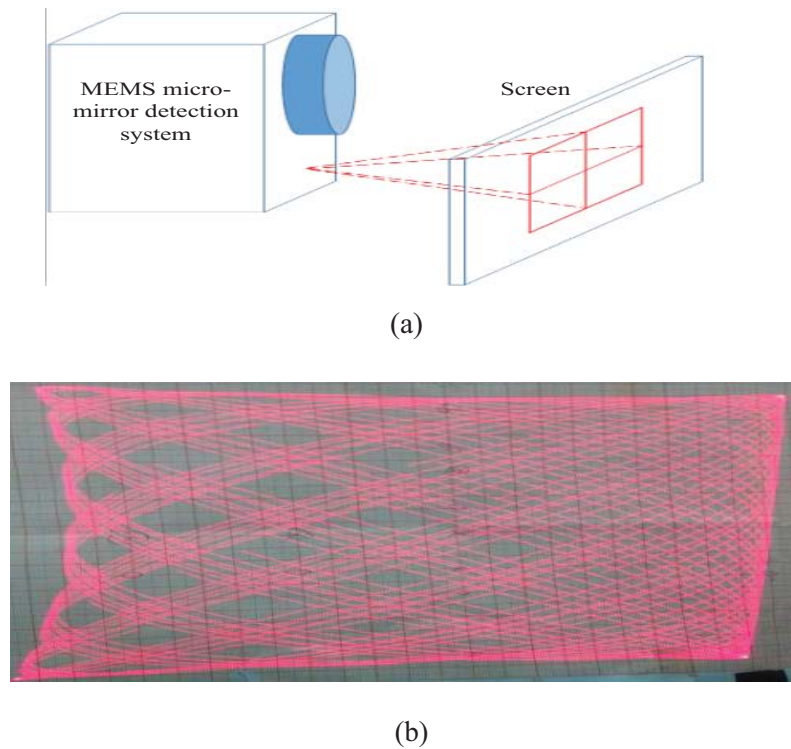 MEMS micro-
mirror detection
system
Screen
(a)
(b)